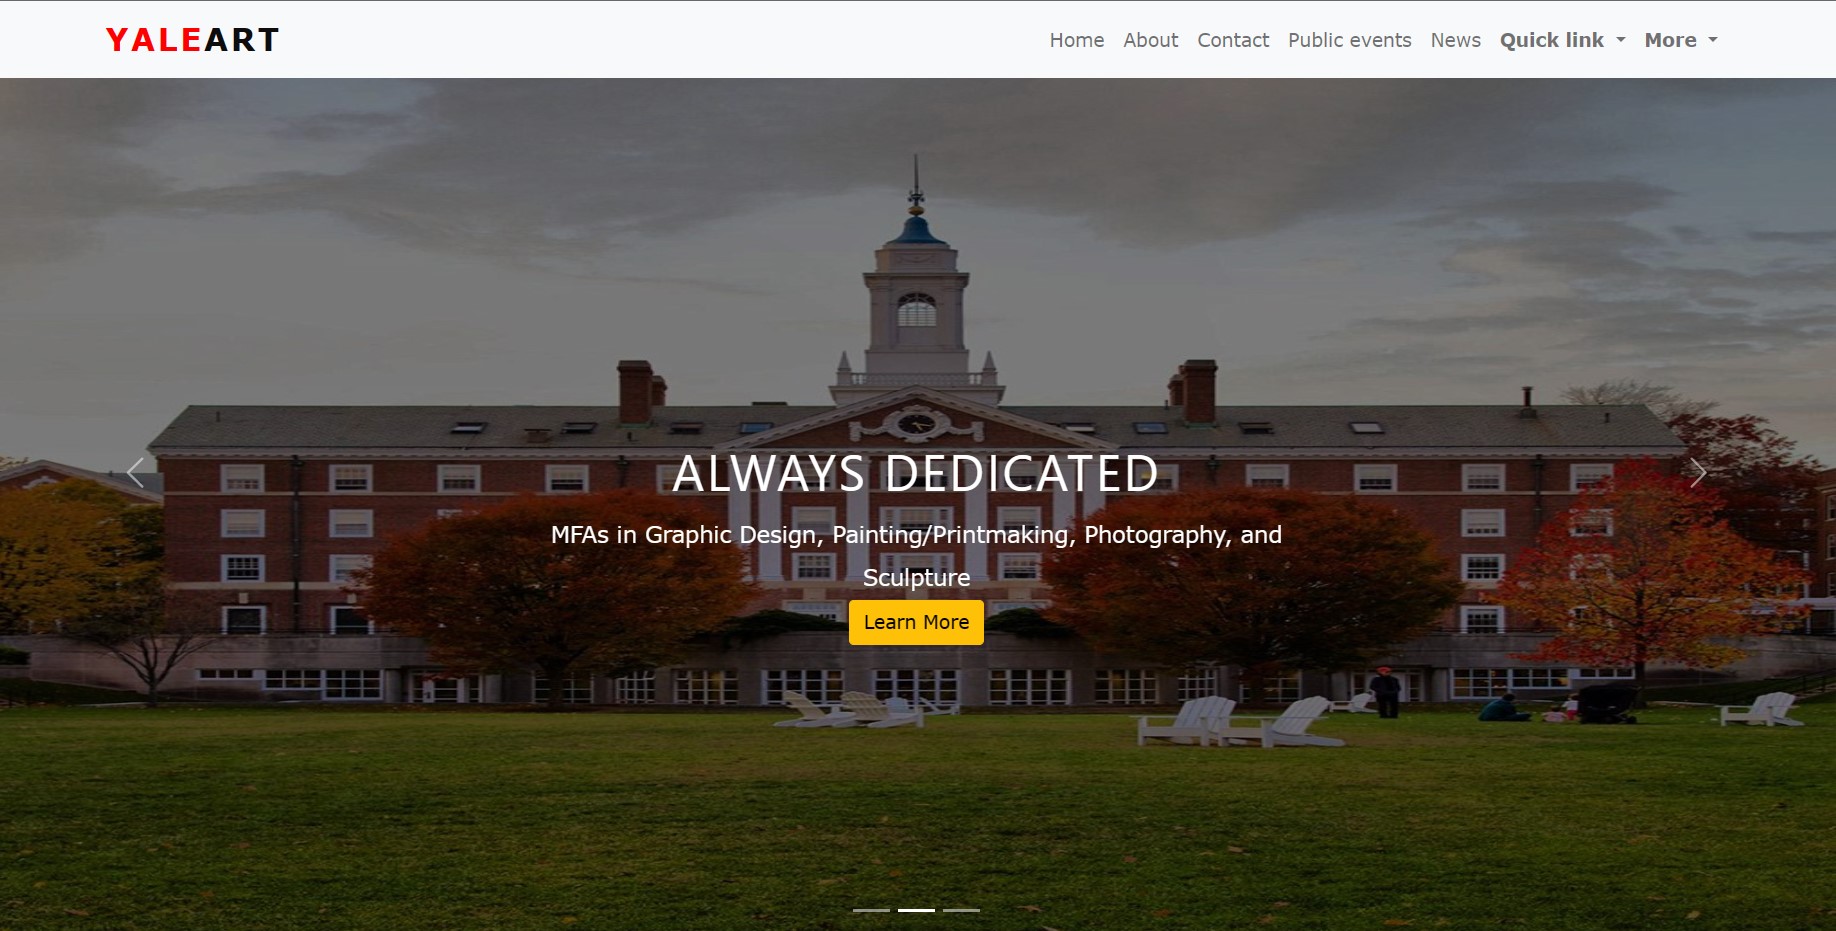 YALEART
Home About Contact Public events News Quick link More
ALWAYS DEDICATED
MFAs in Graphic Design, Painting/Printmaking, Photography, and
Sculpture
Learn More